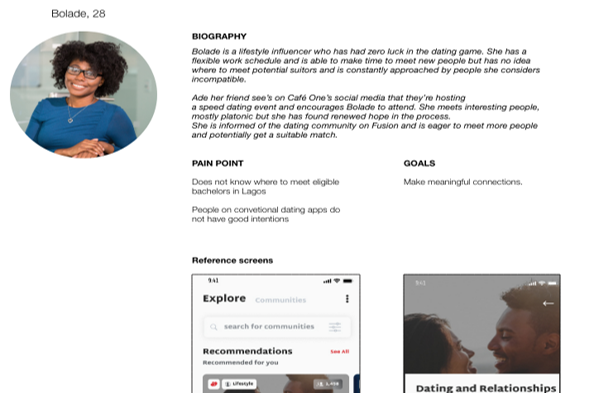 Bolade, 28
BIOGRAPHY
Bolade is a lifestyle influencer who has had zero luck in the dating game. She has a
flexible work schedule and is able to make time to meet new people but has no idea
where to meet potential suitors and is constantly approached by people she considers
incompatible.
Ade her friend see's on Café One's social media that they're hosting
a speed dating event and encourages Bolade to attend. She meets interesting people,
mostly platonic but she has found renewed hope in the process.
She is informed of the dating community on Fusion and is eager to meet more people
and potentially get a suitable match.
PAIN POINT
Does not know where to meet eligible
bachelors in Lagos
People on convetional dating apps do
not have good intentions
GOALS
Make meaningful connections.
Reference screens
9:41
Explore Communities
search for communities
Recommendations See All
Recommended for you
Lifestyle
9:41
Dating and Relationships